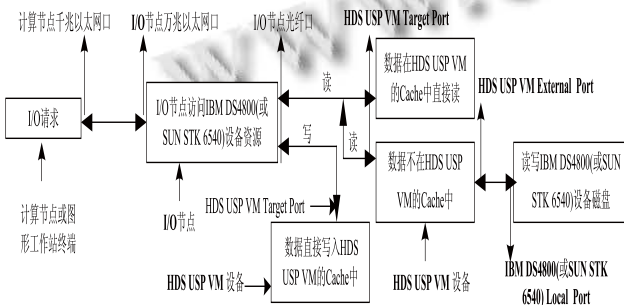 计算节点千兆以太网口
I/O节点万兆以太网口
I/O节点光纤口
HDS USP VM Target Port
HDS USP VM External Port
I/O请求
I/O节点访问IBM DS4800(或
SUN STK 6540)设备资源
读
写
读
数据在HDS USP VM
的Cache中直接读
数据不在HDS USP
VM的Cache中
读写IBM DS4800(或SUN
STK 6540)设备磁盘
计算节点或图
形工作站终端
I/O节点
HDS USP VM Target Port
数据直接写入HDS
USP VM的Cache中
HDS USP VM 设备
HDS USP VM 设备
IBM DS4800(或SUN STK
6540) Local Port